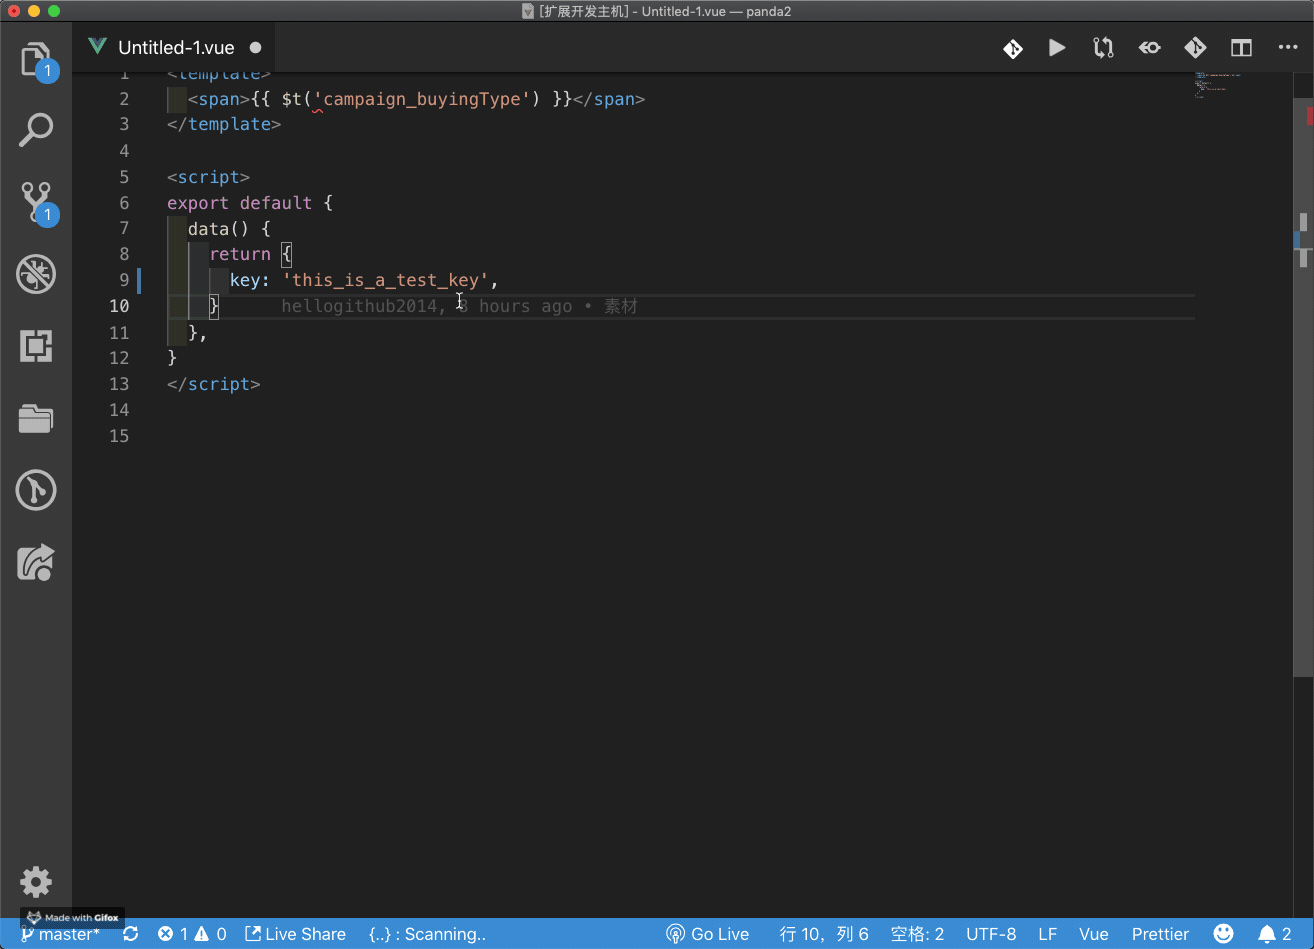 [扩展开发主机] - Untitled-1.vue — panda2
Untitled-1.vue
1 <template>
2 <span>{{ $t('campaign_buyingType') }}</span>
3 </template>
4
5 <script>
6 export default {
7 data() {
8 return {
9 key: 'this_is_a_test_key',
10 } hellogithub2014, 8 hours ago • 素材
11 },
12 }
13 </script>
14
15
1
1
Made with Gifox
master* 1 0 Live Share {..} : Scanning.. Go Live 行 10，列 6 空格: 2 UTF-8 LF Vue Prettier 2